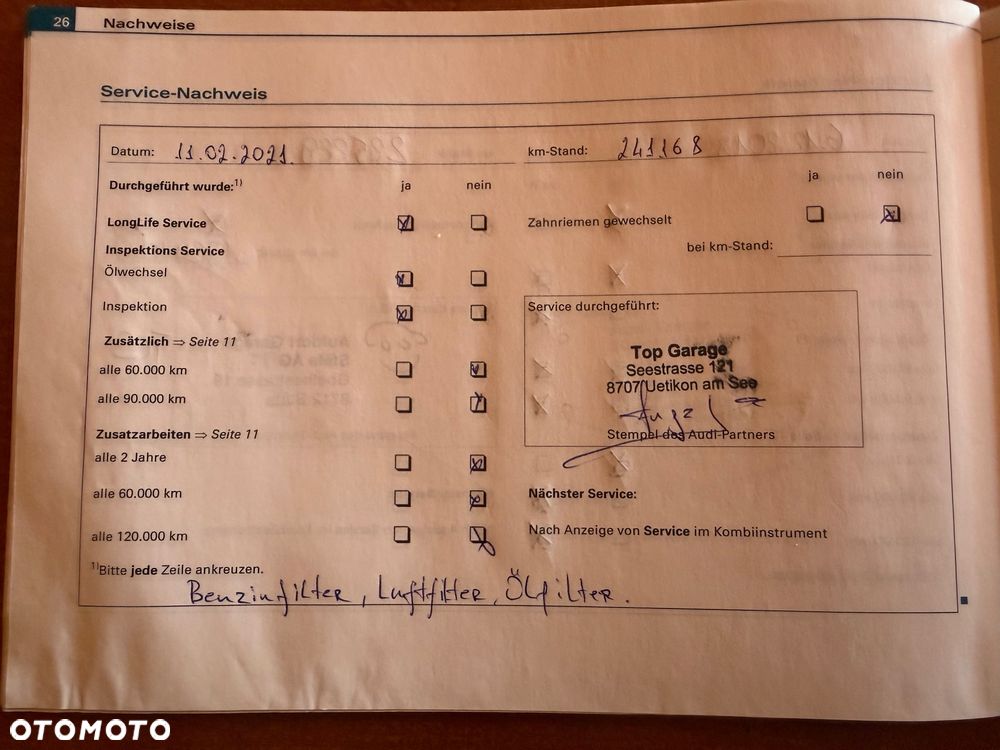 26 Nachweise
Service-Nachweis
Datum: 11.02.2021. km-Stand: 241168
Durchgeführt wurde:1) ja nein ja nein
LongLife Service Zahnriemen gewechselt
Inspektions Service bei km-Stand:
Ölwechsel
Inspektion Service durchgeführt:
Zusätzlich ⇒ Seite 11 Top Garage
alle 60.000 km Seestrasse 121
8707 Uetikon am See
alle 90.000 km
Zusatzarbeiten ⇒ Seite 11 Stempel des Audi-Partners
alle 2 Jahre
alle 60.000 km Nächster Service:
alle 120.000 km Nach Anzeige von Service im Kombiinstrument
1)Bitte jede Zeile ankreuzen.
Benzinfilter, Luftfilter, Ölfilter.
OTOMOTO